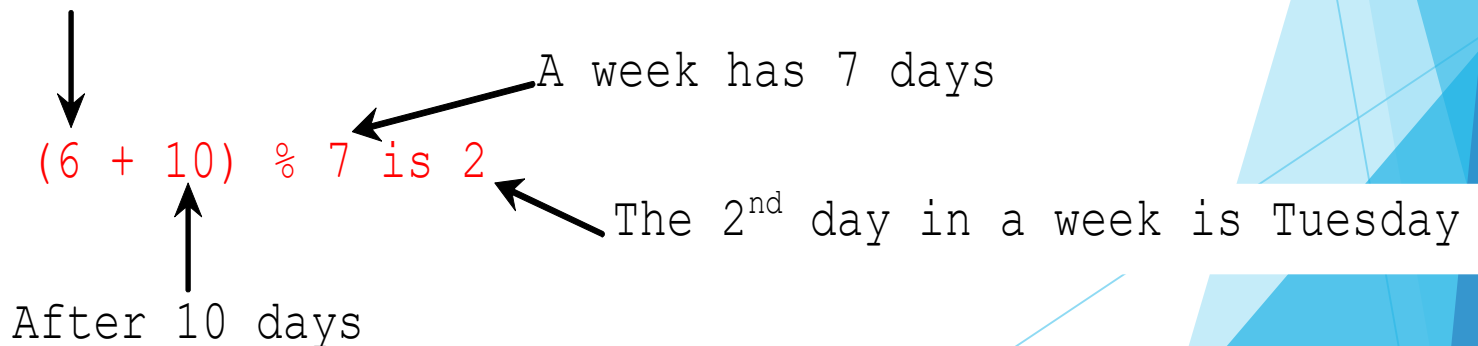 A week has 7 days
(6 + 10) % 7 is 2
The 2nd day in a week is Tuesday
After 10 days